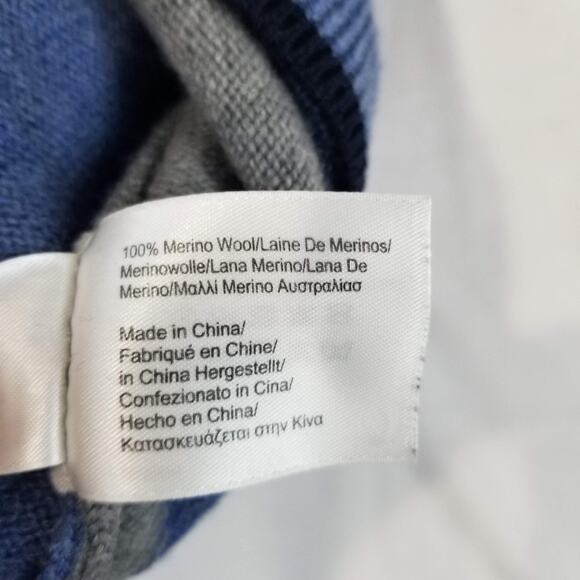 100% Merino Wool/Laine De Merinos/
Merinowolle/Lana Merino/Lana De
Merino/Μαλλί Merino Αυστραλίασ
Made in China/
Fabriqué en Chine/
in China Hergestellt/
Confezionato in Cina/
Hecho en China/
Κατασκευάζεται στην Κίνα